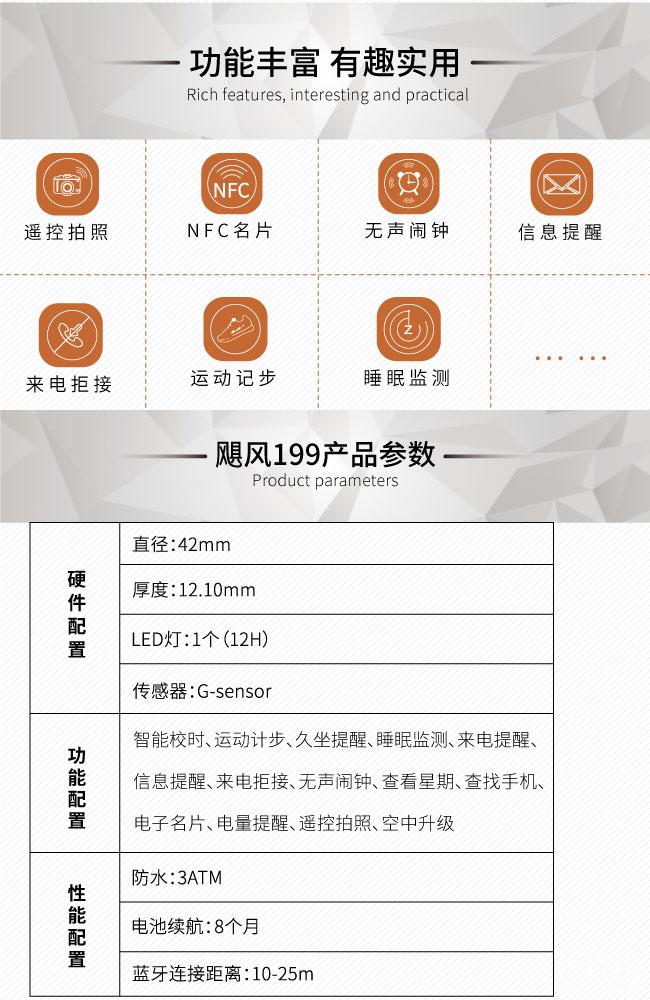 功能丰富 有趣实用
Rich features, interesting and practical
遥控拍照
NFC
NFC名片
无声闹钟
信息提醒
来电拒接
运动记步
z
睡眠监测
... ...
飓风199产品参数
Product parameters
硬件配置
直径:42mm
厚度:12.10mm
LED灯:1个(12H)
传感器:G-sensor
功能配置
智能校时、运动计步、久坐提醒、睡眠监测、来电提醒、
信息提醒、来电拒接、无声闹钟、查看星期、查找手机、
电子名片、电量提醒、遥控拍照、空中升级
性能配置
防水:3ATM
电池续航:8个月
蓝牙连接距离:10-25m